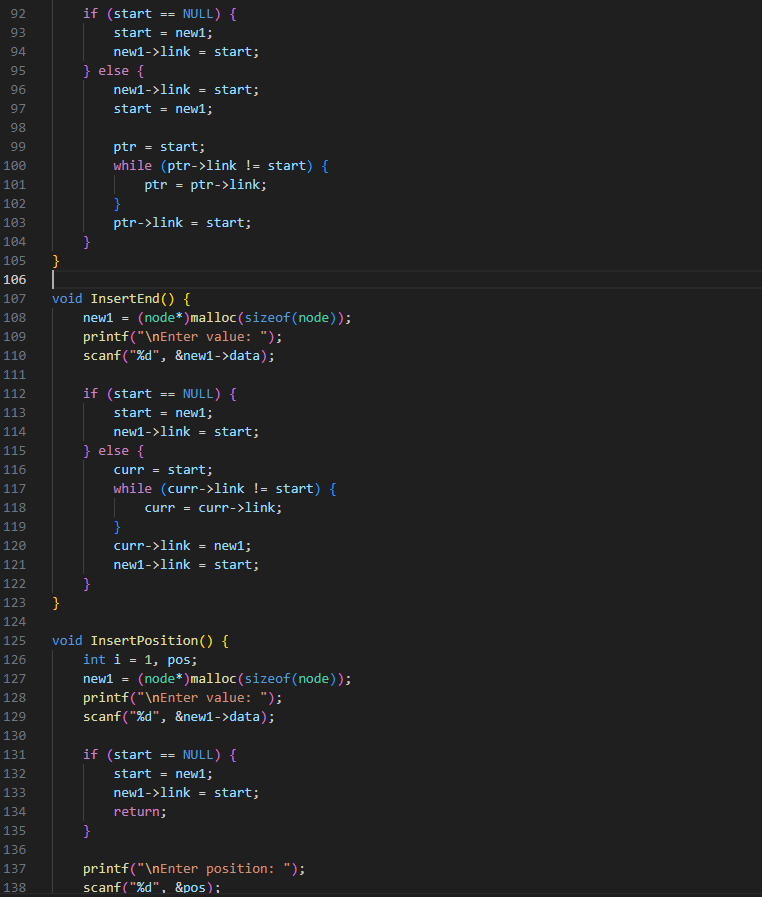 92 if (start == NULL) {
93 start = new1;
94 new1->link = start;
95 } else {
96 new1->link = start;
97 start = new1;
98
99 ptr = start;
100 while (ptr->link != start) {
101 ptr = ptr->link;
102 }
103 ptr->link = start;
104 }
105 }
106
107 void InsertEnd() {
108 new1 = (node*)malloc(sizeof(node));
109 printf("\nEnter value: ");
110 scanf("%d", &new1->data);
111
112 if (start == NULL) {
113 start = new1;
114 new1->link = start;
115 } else {
116 curr = start;
117 while (curr->link != start) {
118 curr = curr->link;
119 }
120 curr->link = new1;
121 new1->link = start;
122 }
123 }
124
125 void InsertPosition() {
126 int i = 1, pos;
127 new1 = (node*)malloc(sizeof(node));
128 printf("\nEnter value: ");
129 scanf("%d", &new1->data);
130
131 if (start == NULL) {
132 start = new1;
133 new1->link = start;
134 return;
135 }
136
137 printf("\nEnter position: ");
138 scanf("%d", &pos);